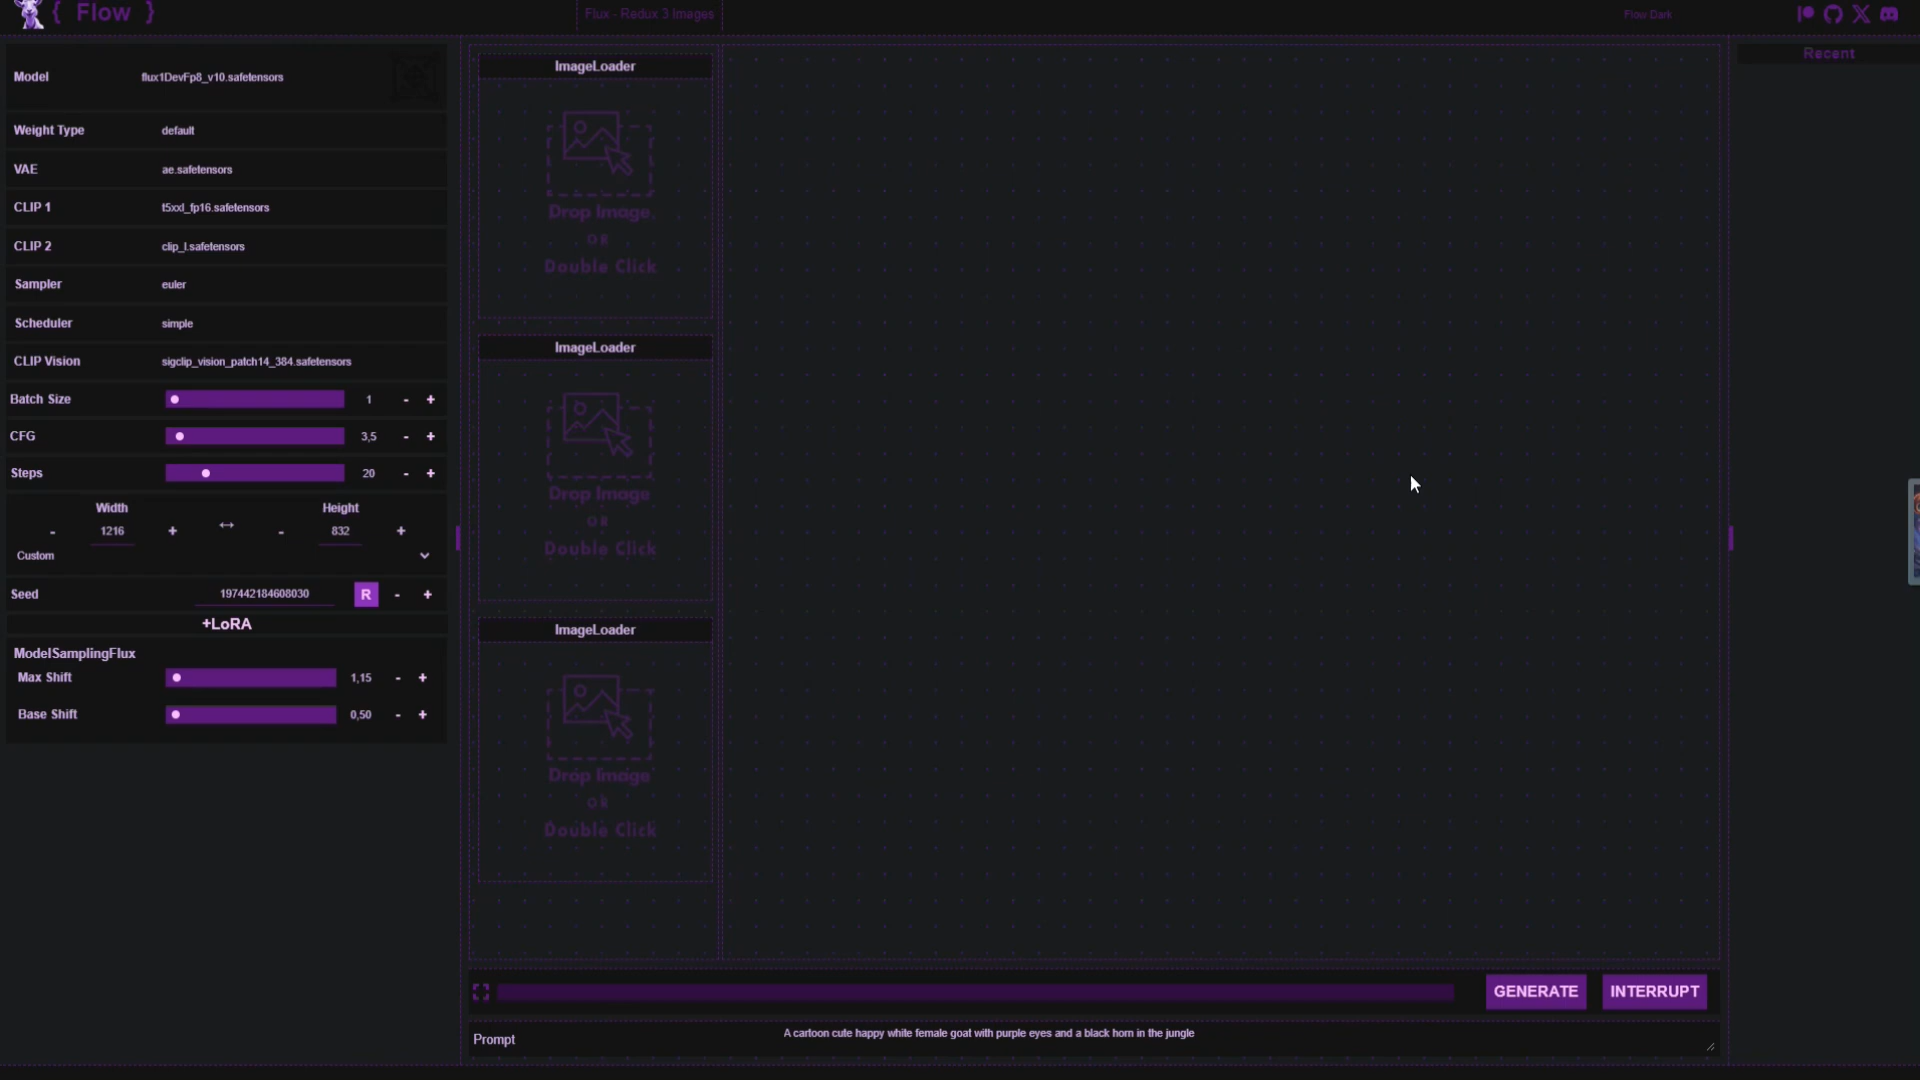 { Flow }
Flux - Redux 3 Images
Flow Dark
Model flux1DevFp8_v10.safetensors
Weight Type default
VAE ae.safetensors
CLIP 1 t5xxl_fp16.safetensors
CLIP 2 clip_l.safetensors
Sampler euler
Scheduler simple
CLIP Vision sigclip_vision_patch14_384.safetensors
Batch Size 1 - +
CFG 3,5 - +
Steps 20 - +
Width Height
- 1216 + ↔ - 832 +
Custom
Seed 197442184608030 R - +
+LoRA
ModelSamplingFlux
Max Shift 1,15 - +
Base Shift 0,50 - +
ImageLoader
Drop Image
OR
Double Click
ImageLoader
Drop Image
OR
Double Click
ImageLoader
Drop Image
OR
Double Click
GENERATE INTERRUPT
Prompt A cartoon cute happy white female goat with purple eyes and a black horn in the jungle
Recent